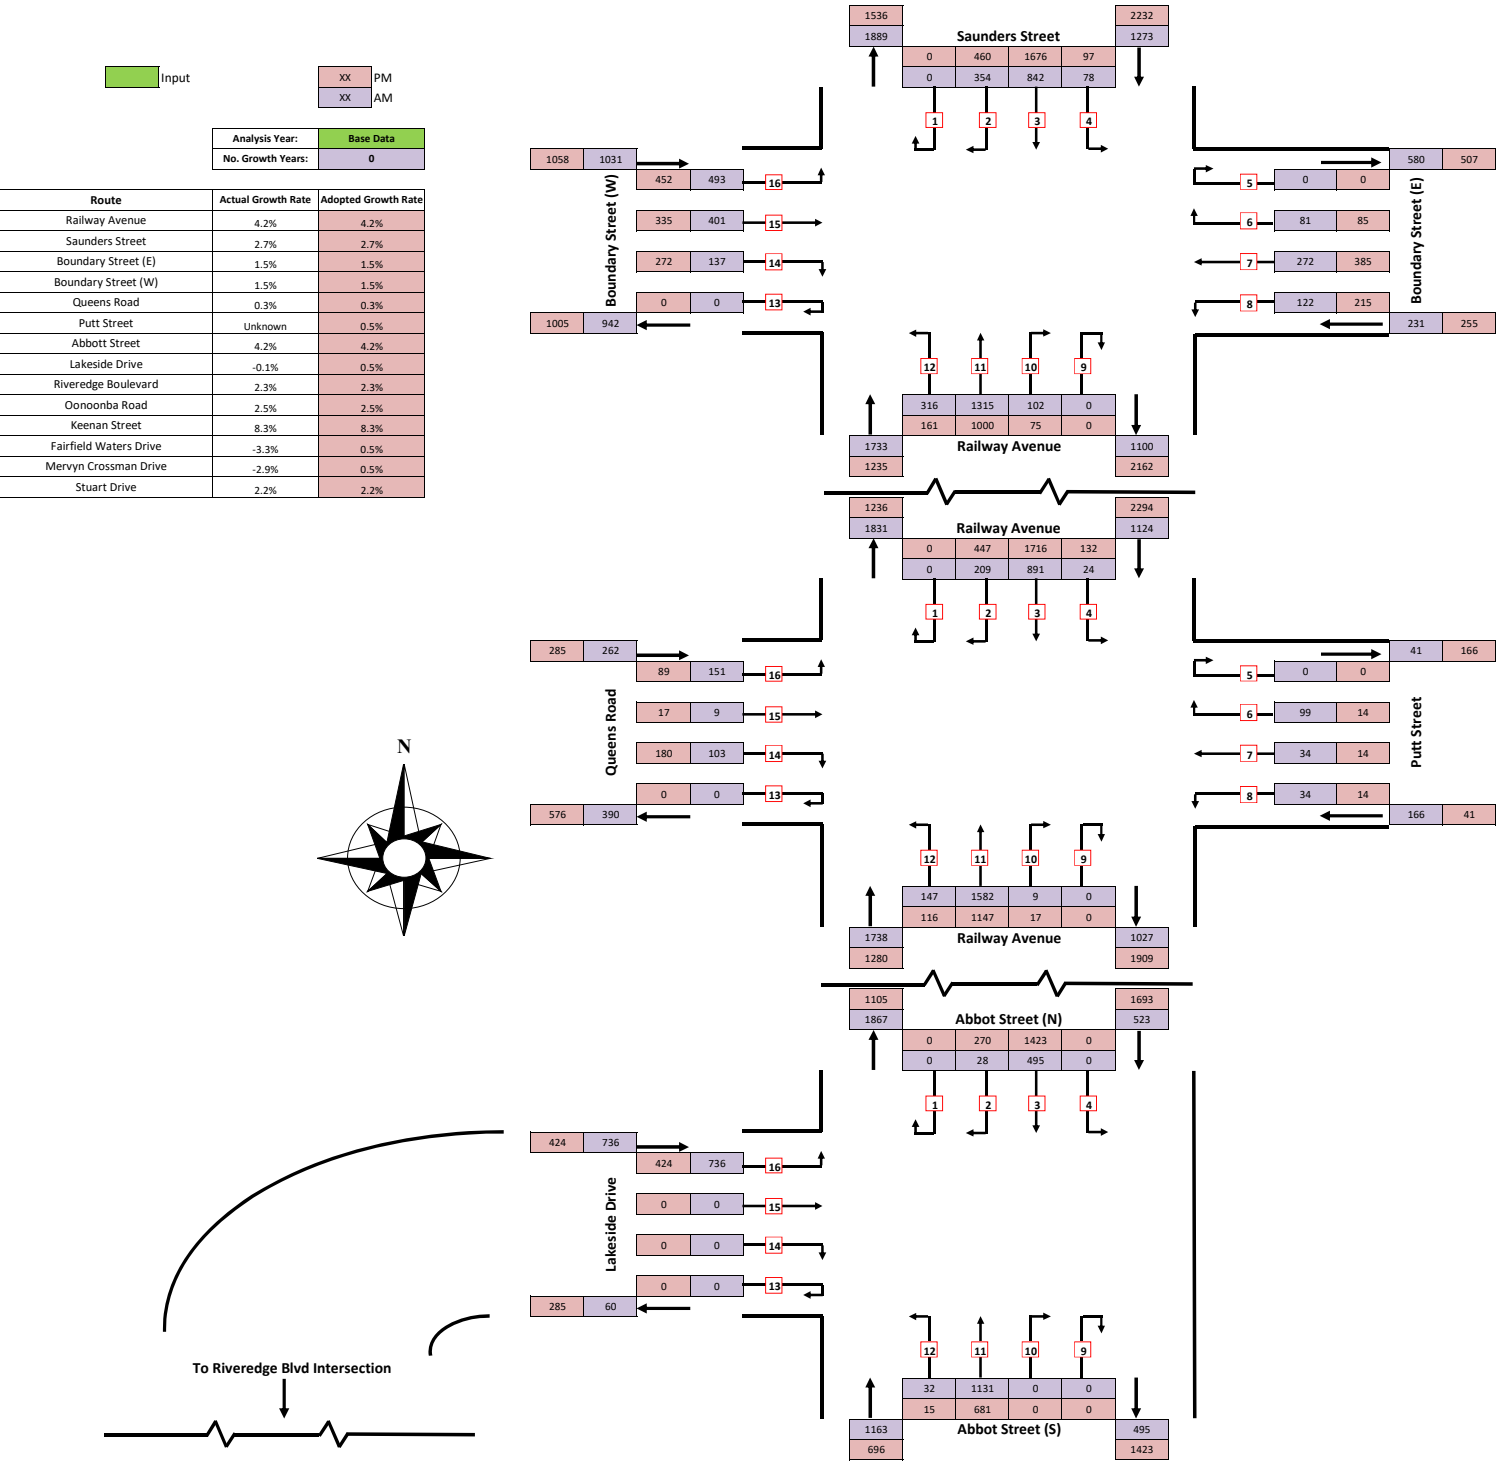 1536 2232
1889 Saunders Street 1273
0 460 1676 97
0 354 842 78
1 2 3 4
Input
XX PM
XX AM
Analysis Year: Base Data
No. Growth Years: 0
Route Actual Growth Rate Adopted Growth Rate
Railway Avenue 4.2% 4.2%
Saunders Street 2.7% 2.7%
Boundary Street (E) 1.5% 1.5%
Boundary Street (W) 1.5% 1.5%
Queens Road 0.3% 0.3%
Putt Street Unknown 0.5%
Abbott Street 4.2% 4.2%
Lakeside Drive -0.1% 0.5%
Riveredge Boulevard 2.3% 2.3%
Oonoonba Road 2.5% 2.5%
Keenan Street 8.3% 8.3%
Fairfield Waters Drive -3.3% 0.5%
Mervyn Crossman Drive -2.9% 0.5%
Stuart Drive 2.2% 2.2%
1058 1031
452 493 16
335 401 15
272 137 14
0 0 13
1005 942
Boundary Street (W)
580 507
5 0 0
6 81 85
7 272 385
8 122 215
231 255
Boundary Street (E)
12 11 10 9
316 1315 102 0
161 1000 75 0
1733 Railway Avenue 1100
1235 2162
1236 2294
1831 Railway Avenue 1124
0 447 1716 132
0 209 891 24
1 2 3 4
285 262
89 151 16
17 9 15
180 103 14
0 0 13
576 390
Queens Road
41 166
5 0 0
6 99 14
7 34 14
8 34 14
166 41
Putt Street
N
12 11 10 9
147 1582 9 0
116 1147 17 0
1738 Railway Avenue 1027
1280 1909
1105 1693
1867 Abbot Street (N) 523
0 270 1423 0
0 28 495 0
1 2 3 4
424 736
424 736 16
0 0 15
0 0 14
0 0 13
285 60
Lakeside Drive
To Riveredge Blvd Intersection
12 11 10 9
32 1131 0 0
15 681 0 0
1163 Abbot Street (S) 495
696 1423